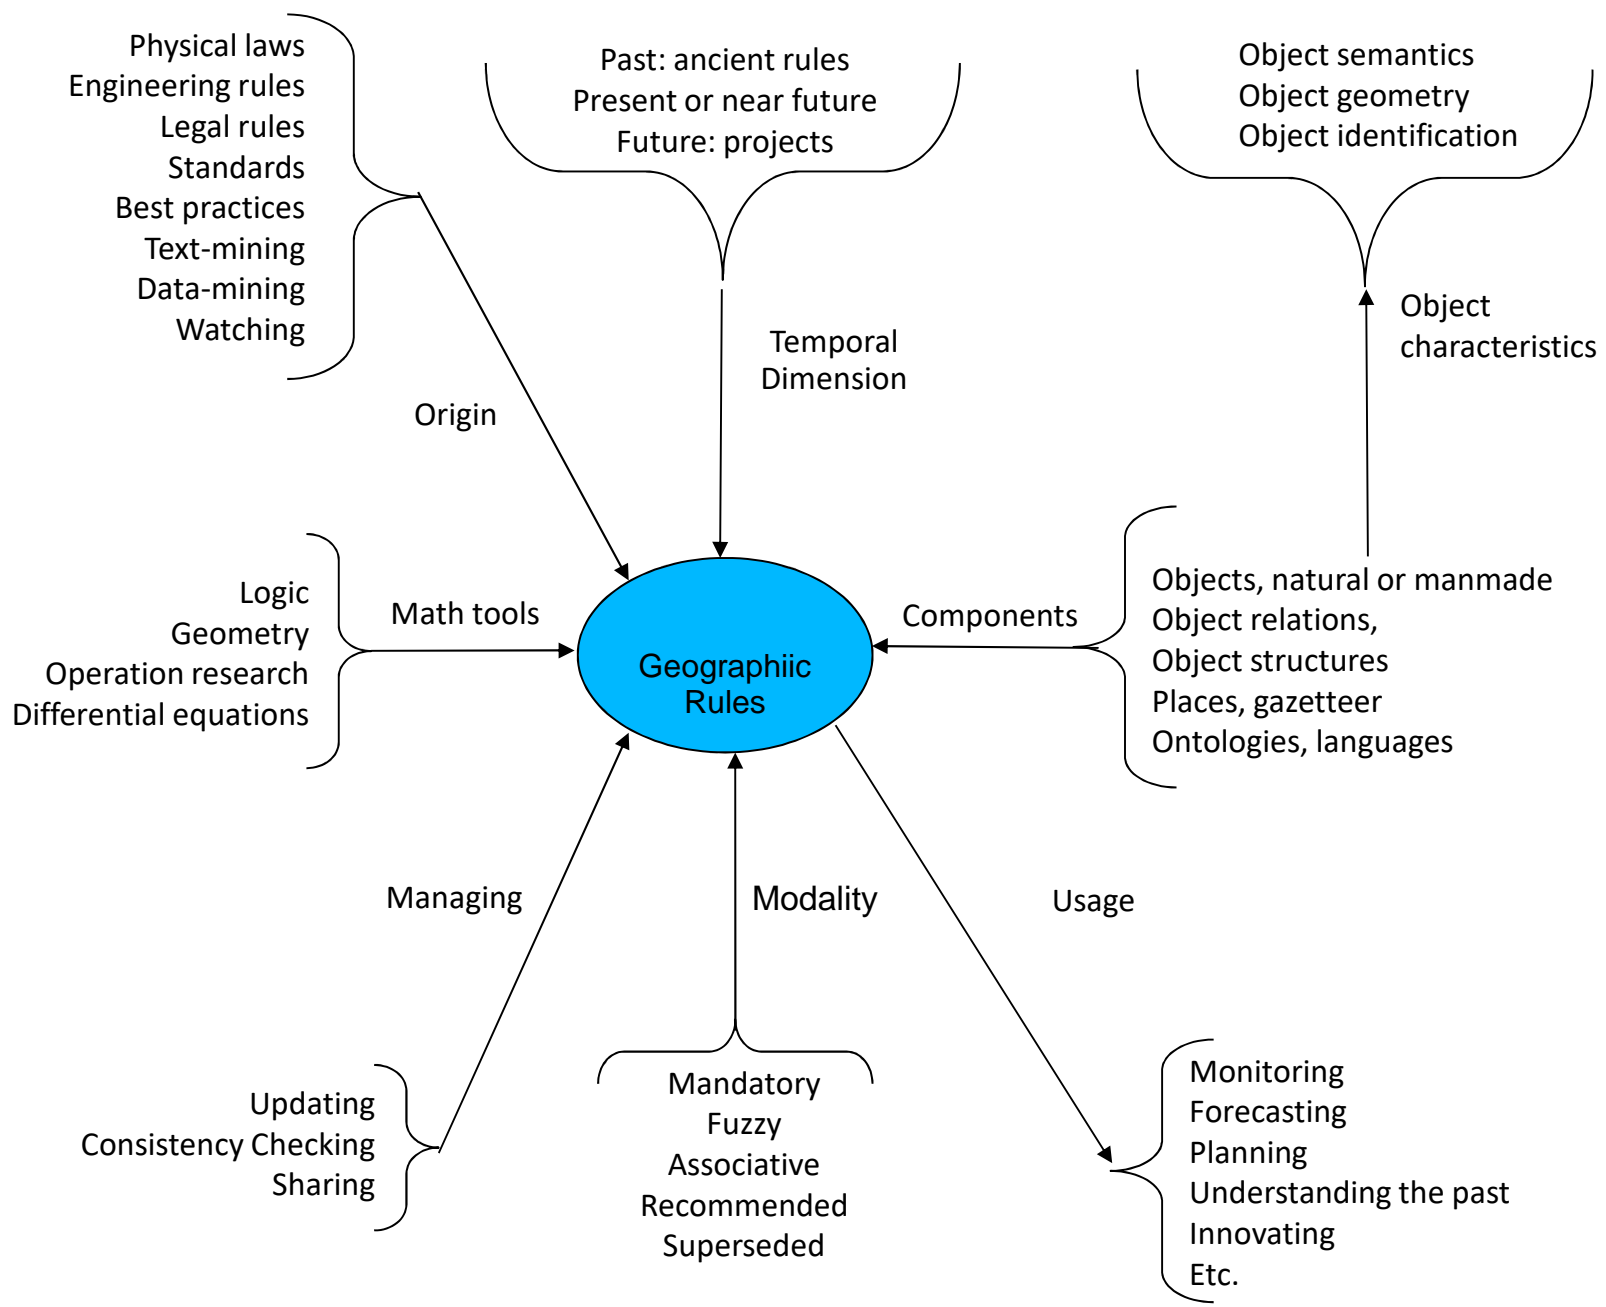 Physical laws
Engineering rules
Legal rules
Standards
Best practices
Text-mining
Data-mining
Watching
Origin
Past: ancient rules
Present or near future
Future: projects
Temporal
Dimension
Object semantics
Object geometry
Object identification
Object
characteristics
Logic
Geometry
Operation research
Differential equations
Math tools
Geographiic
Rules
Components
Objects, natural or manmade
Object relations,
Object structures
Places, gazetteer
Ontologies, languages
Managing
Updating
Consistency Checking
Sharing
Modality
Mandatory
Fuzzy
Associative
Recommended
Superseded
Usage
Monitoring
Forecasting
Planning
Understanding the past
Innovating
Etc.